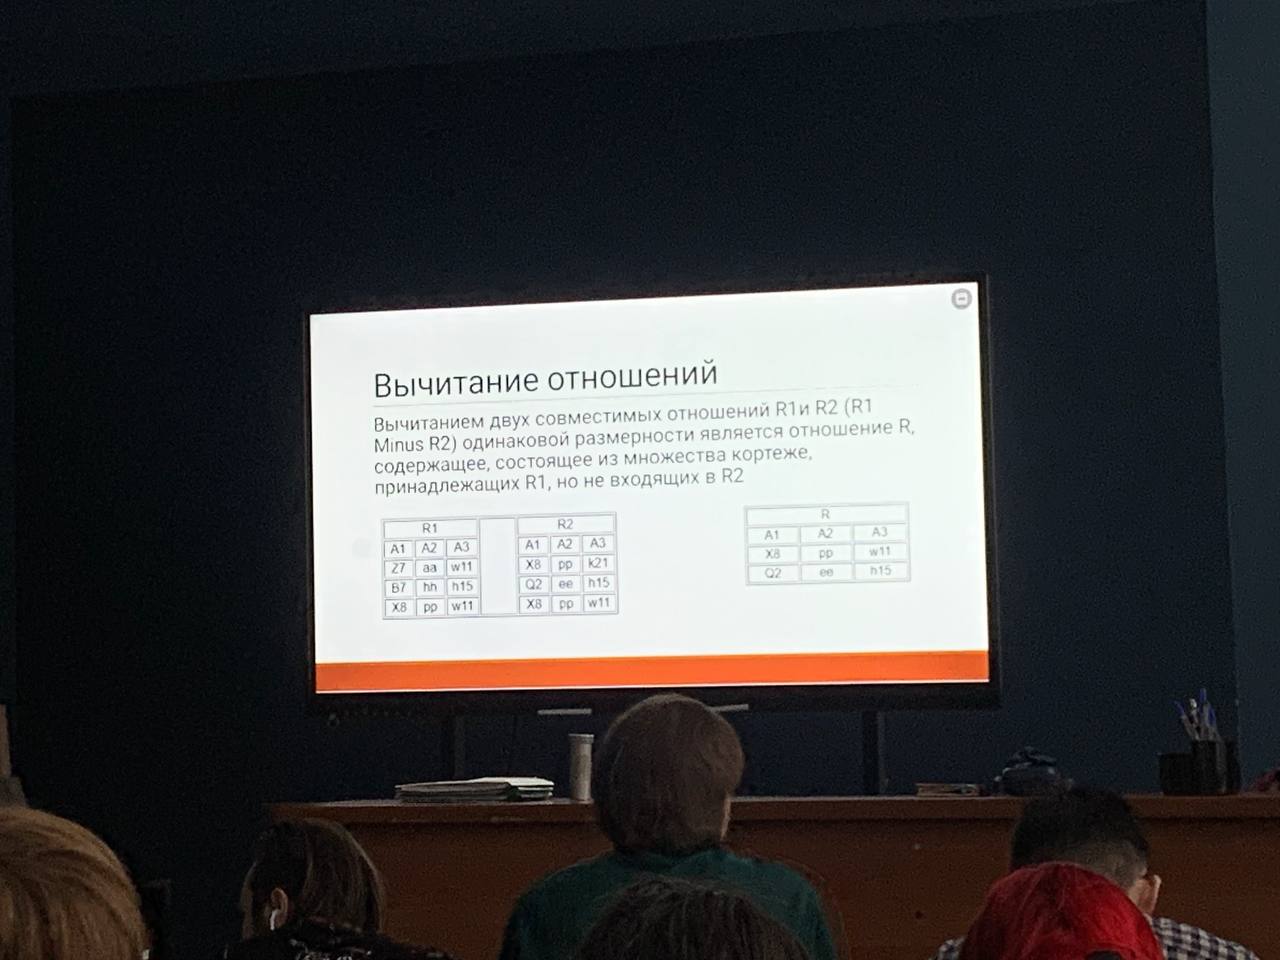 Вычитание отношений
Вычитанием двух совместимых отношений R1и R2 (R1
Minus R2) одинаковой размерности является отношение R,
содержащее, состоящее из множества кортеже,
принадлежащих R1, но не входящих в R2
R1
A1 A2 A3
Z7 aa w11
B7 hh h15
X8 pp w11
R2
A1 A2 A3
X8 pp k21
Q2 ee h15
X8 pp w11
R
A1 A2 A3
X8 pp w11
Q2 ee h15